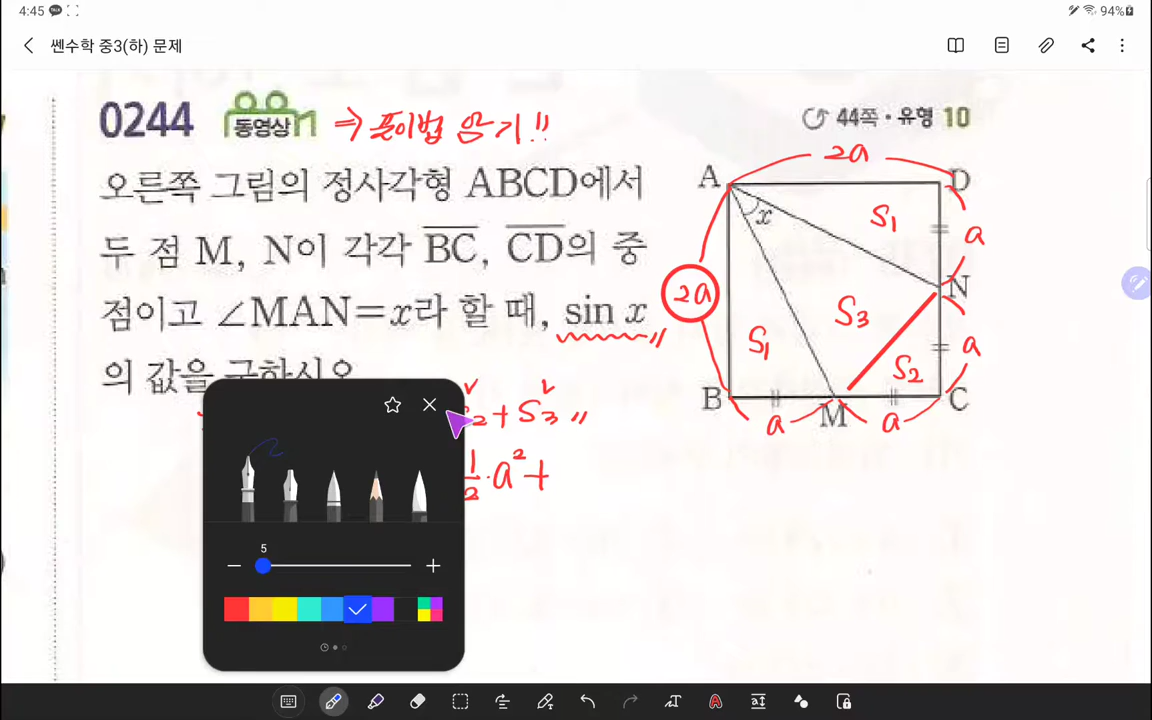 4:45 94%
쎈수학 중3(하) 문제
0244 동영상 ⇒ 풀이법 암기!! 44쪽·유형 10
오른쪽 그림의 정사각형 ABCD에서
두 점 M, N이 각각 BC, CD의 중
점이고 ∠MAN=x라 할 때, sin x
의 값을 구하시오
2a
A D
x S₁ a
2a N
S₃
S₁ S₂ a
B M C
a a
₂+S₃
1/2·a²+
5